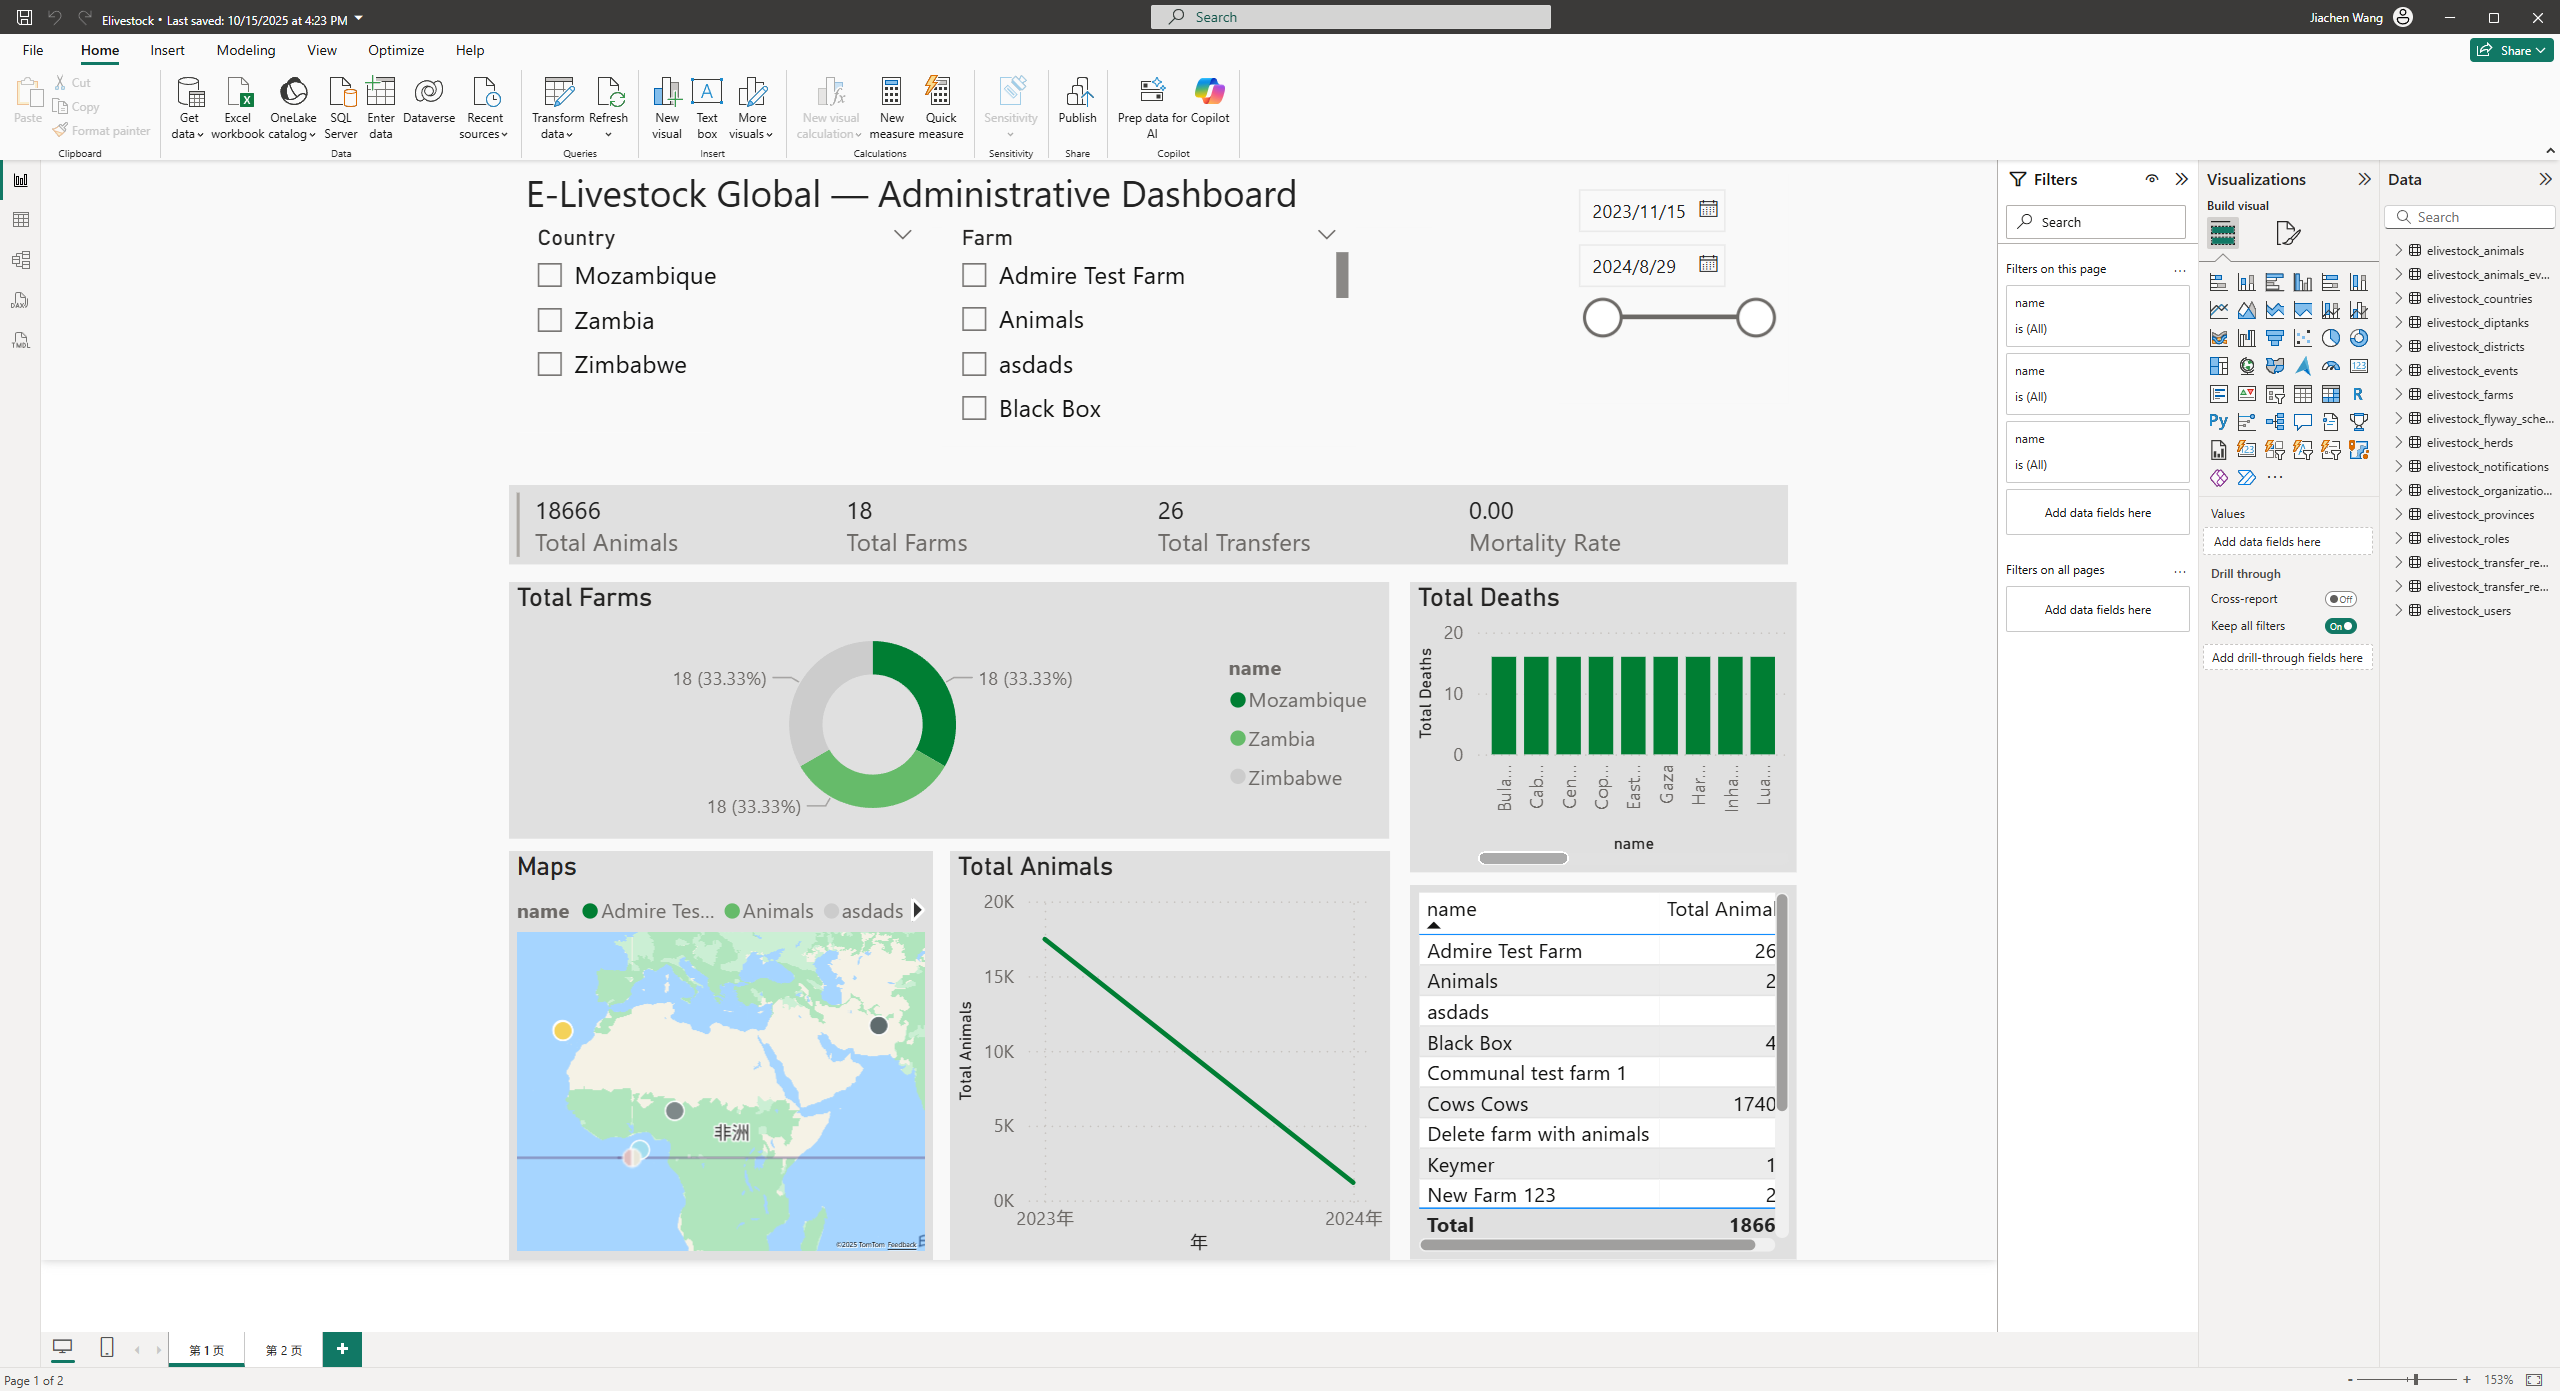 Elivestock • Last saved: 10/15/2025 at 4:23 PM
Search
Jiachen Wang
File
Home
Insert
Modeling
View
Optimize
Help
Share
Paste
Cut
Copy
Format painter
Clipboard
Get data
Excel workbook
OneLake catalog
SQL Server
Enter data
Dataverse
Recent sources
Data
Transform data
Refresh
Queries
New visual
Text box
More visuals
Insert
New visual calculation
New measure
Quick measure
Calculations
Sensitivity
Sensitivity
Publish
Share
Prep data for AI
Copilot
Copilot
DAX
TMDL
E-Livestock Global — Administrative Dashboard
Country
Mozambique
Zambia
Zimbabwe
Farm
Admire Test Farm
Animals
asdads
Black Box
2023/11/15
2024/8/29
18666
Total Animals
18
Total Farms
26
Total Transfers
0.00
Mortality Rate
Total Farms
18 (33.33%)
18 (33.33%)
18 (33.33%)
name
Mozambique
Zambia
Zimbabwe
Total Deaths
Total Deaths
20
10
0
Bula...
Cab...
Cen...
Cop...
East...
Gaza
Har...
Inha...
Lua...
name
Maps
name
Admire Tes...
Animals
asdads
非洲
©2025 TomTom Feedback
Total Animals
Total Animals
20K
15K
10K
5K
0K
2023年
2024年
年
name
Total Animal
Admire Test Farm
26
Animals
2
asdads
Black Box
4
Communal test farm 1
Cows Cows
1740
Delete farm with animals
Keymer
1
New Farm 123
2
Total
1866
Filters
Search
Filters on this page
...
name
is (All)
name
is (All)
name
is (All)
Add data fields here
Filters on all pages
...
Add data fields here
Visualizations
Build visual
123
R
Py
...
Values
Add data fields here
Drill through
Cross-report
Off
Keep all filters
On
Add drill-through fields here
Data
Search
elivestock_animals
elivestock_animals_ev...
elivestock_countries
elivestock_diptanks
elivestock_districts
elivestock_events
elivestock_farms
elivestock_flyway_sche...
elivestock_herds
elivestock_notifications
elivestock_organizatio...
elivestock_provinces
elivestock_roles
elivestock_transfer_re...
elivestock_transfer_re...
elivestock_users
第 1 页
第 2 页
+
Page 1 of 2
- +
153%